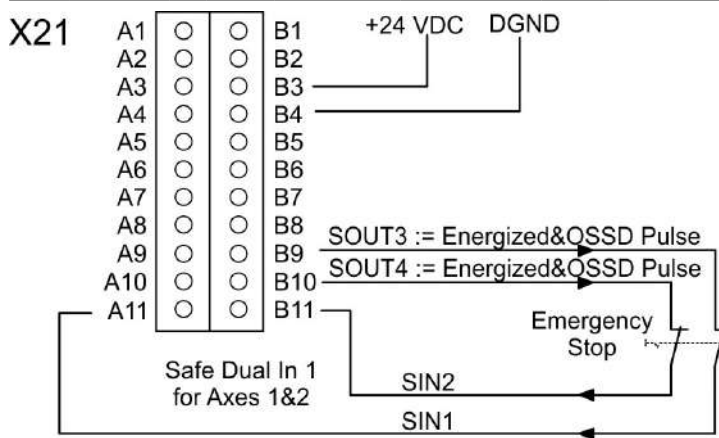 X21
+24 VDC DGND
A1 B1
A2 B2
A3 B3
A4 B4
A5 B5
A6 B6
A7 B7
A8 B8
A9 B9
A10 B10
A11 B11
SOUT3 := Energized&OSSD Pulse
SOUT4 := Energized&OSSD Pulse
Emergency
Stop
Safe Dual In 1
for Axes 1&2
SIN2
SIN1